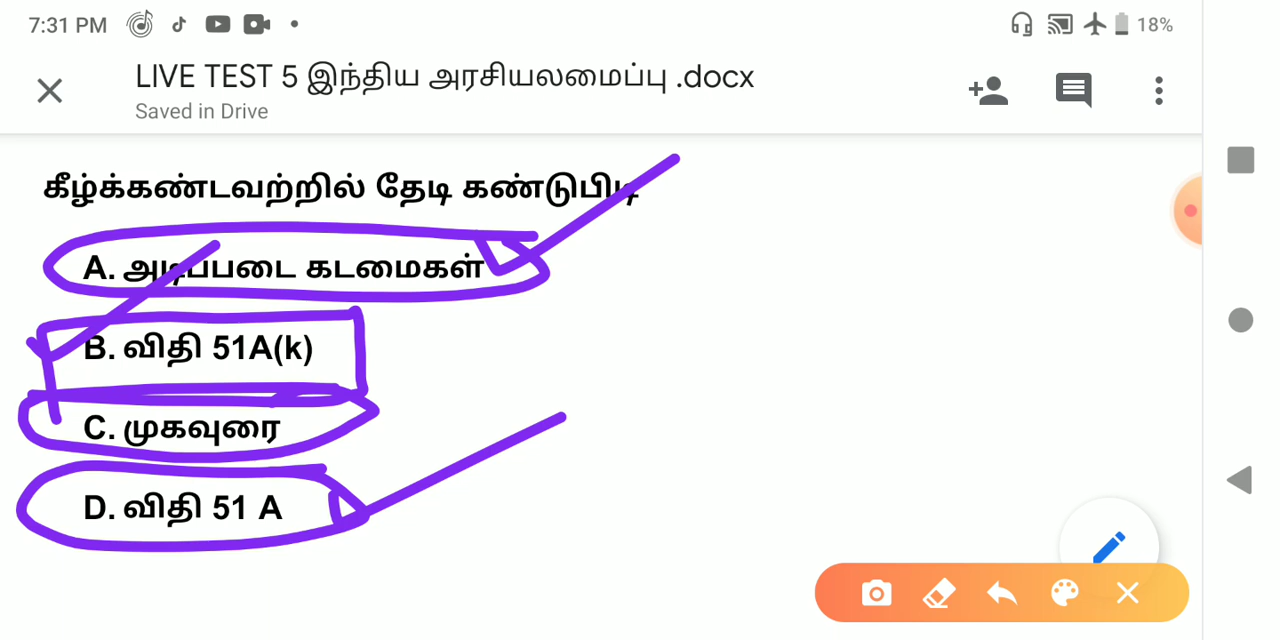 7:31 PM
18%
LIVE TEST 5 இந்திய அரசியலமைப்பு .docx
Saved in Drive
கீழ்க்கண்டவற்றில் தேடி கண்டுபிடி
A. அடிப்படை கடமைகள்
B. விதி 51A(k)
C. முகவுரை
D. விதி 51 A